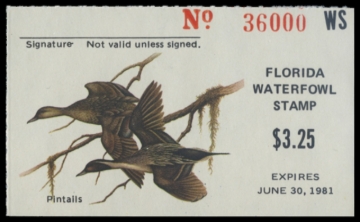 No 36000 WS
Signature Not valid unless signed.
FLORIDA
WATERFOWL
STAMP
$3.25
EXPIRES
JUNE 30, 1981
Pintails